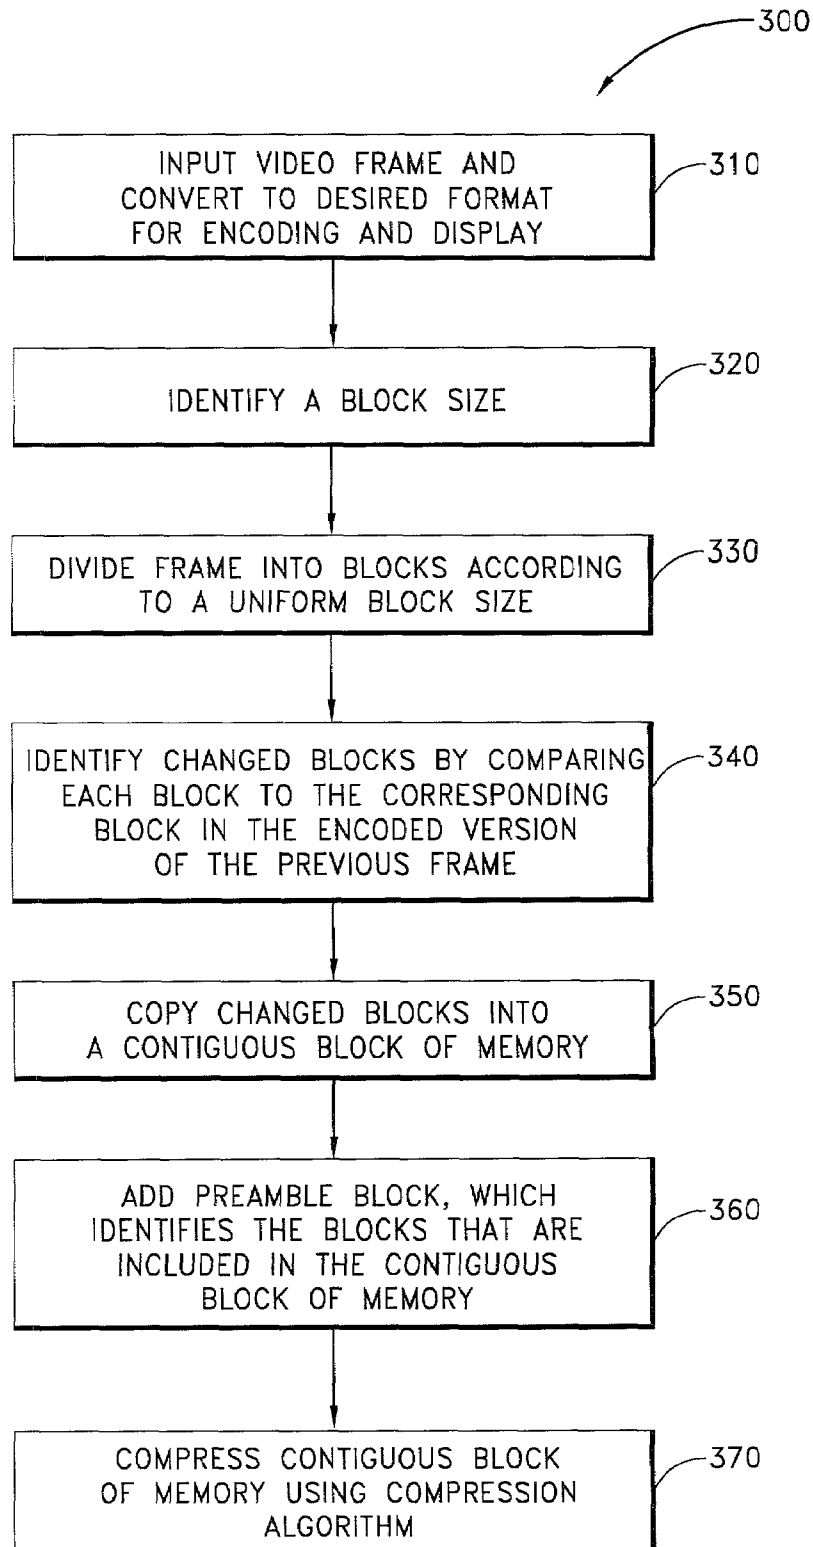 300
INPUT VIDEO FRAME AND
CONVERT TO DESIRED FORMAT
FOR ENCODING AND DISPLAY
310
IDENTIFY A BLOCK SIZE
320
DIVIDE FRAME INTO BLOCKS ACCORDING
TO A UNIFORM BLOCK SIZE
330
IDENTIFY CHANGED BLOCKS BY COMPARING
EACH BLOCK TO THE CORRESPONDING
BLOCK IN THE ENCODED VERSION
OF THE PREVIOUS FRAME
340
COPY CHANGED BLOCKS INTO
A CONTIGUOUS BLOCK OF MEMORY
350
ADD PREAMBLE BLOCK, WHICH
IDENTIFIES THE BLOCKS THAT ARE
INCLUDED IN THE CONTIGUOUS
BLOCK OF MEMORY
360
COMPRESS CONTIGUOUS BLOCK
OF MEMORY USING COMPRESSION
ALGORITHM
370